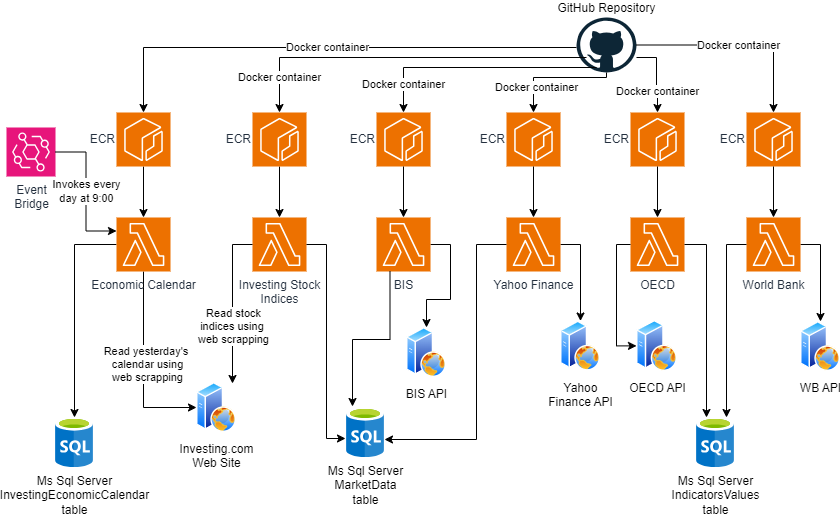 GitHub Repository
Docker container
Docker container
Docker container
Docker container
Docker container
Docker container
ECR
ECR
ECR
ECR
ECR
ECR
Event
Bridge
Invokes every
day at 9:00
Economic Calendar
Investing Stock
Indices
BIS
Yahoo Finance
OECD
World Bank
Read stock
indices using
web scrapping
Read yesterday's
calendar using
web scrapping
BIS API
Yahoo
Finance API
OECD API
WB API
SQL
Ms Sql Server
InvestingEconomicCalendar
table
Investing.com
Web Site
SQL
Ms Sql Server
MarketData
table
SQL
Ms Sql Server
IndicatorsValues
table